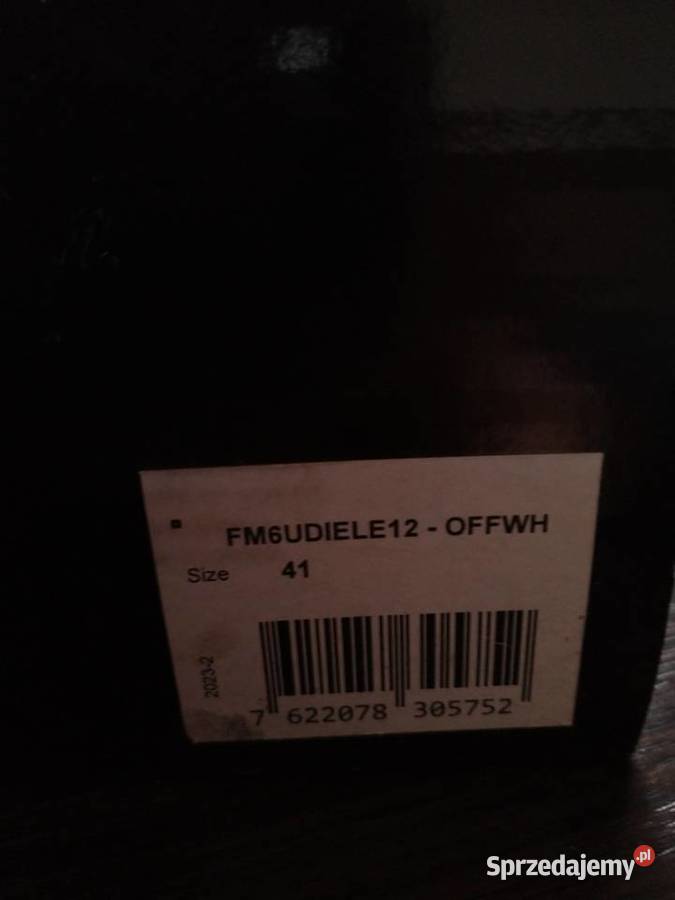 FM6UDIELE12 - OFFWH
Size 41
2023-2
7 622078 305752
Sprzedajemy.pl